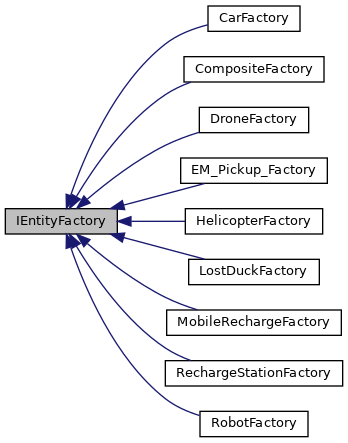 CarFactory
CompositeFactory
DroneFactory
EM_Pickup_Factory
IEntityFactory
HelicopterFactory
LostDuckFactory
MobileRechargeFactory
RechargeStationFactory
RobotFactory